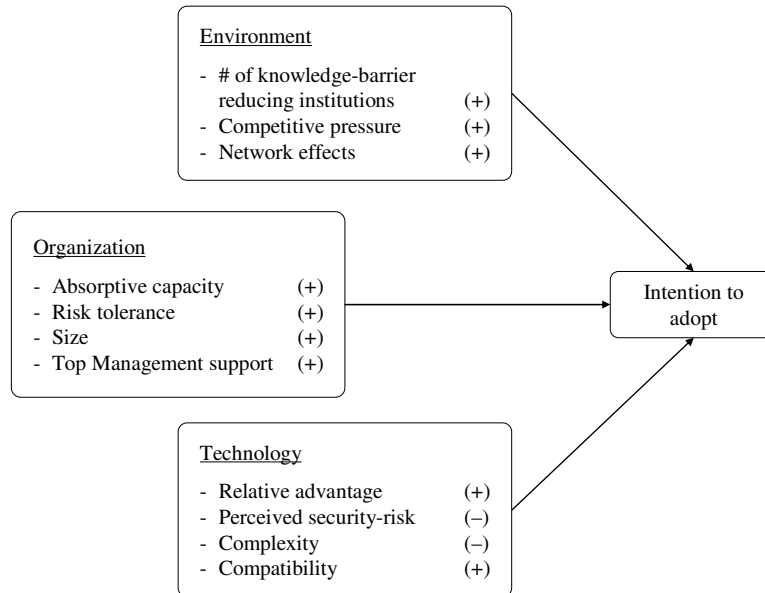 Environment
- # of knowledge-barrier
reducing institutions (+)
- Competitive pressure (+)
- Network effects (+)
Organization
- Absorptive capacity (+)
- Risk tolerance (+)
- Size (+)
- Top Management support (+)
Intention to
adopt
Technology
- Relative advantage (+)
- Perceived security-risk (–)
- Complexity (–)
- Compatibility (+)